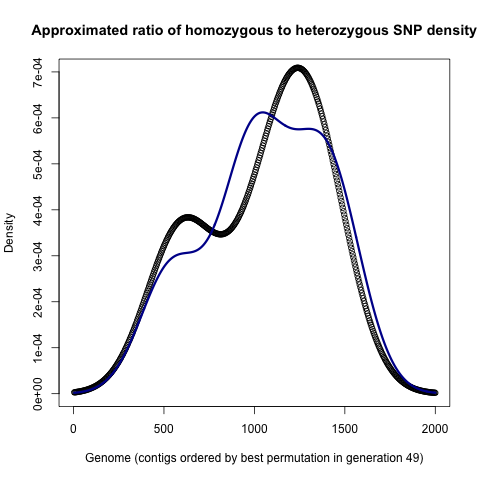 Approximated ratio of homozygous to heterozygous SNP density
Density
7e-04
6e-04
5e-04
4e-04
3e-04
2e-04
1e-04
0e+00
0 500 1000 1500 2000
Genome (contigs ordered by best permutation in generation 49)